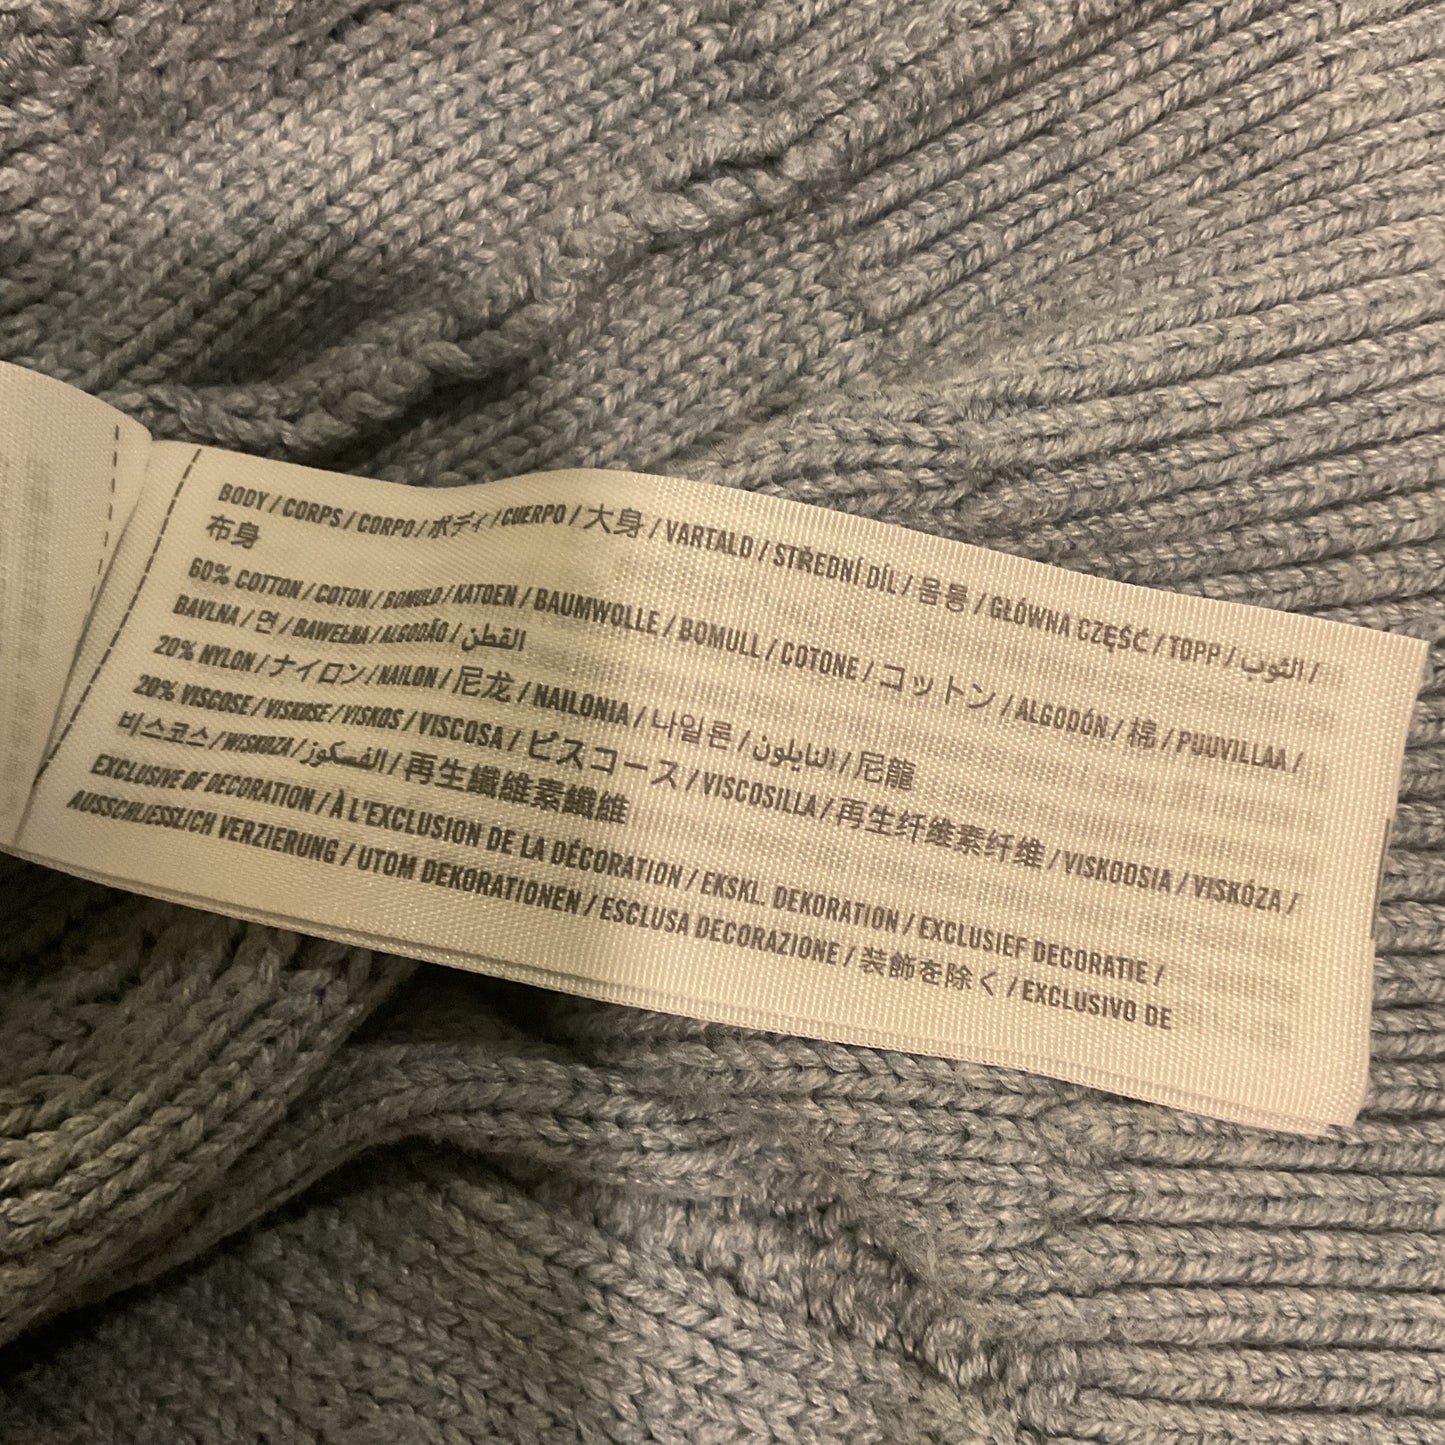 BODY / CORPS / CORPO / ボディ / CUERPO / 大身 / VARTALO / STŘEDNÍ DÍL / 몸통 / GŁÓWNA CZĘŚĆ / TOPP / الثوب /
布身
60% COTTON / COTON / BOMULD / KATOEN / BAUMWOLLE / BOMULL / COTONE / コットン / ALGODÓN / 棉 / PUUVILLAA /
BAVLNA / 면 / BAWEŁNA / ALGODÃO / القطن
20% NYLON / ナイロン / NAILON / 尼龙 / NAILONIA / 나일론 / النايلون / 尼龍
20% VISCOSE / VISKOSE / VISKOS / VISCOSA / ビスコース / VISCOSILLA / 再生纤维素纤维 / VISKOOSIA / VISKÓZA /
비스코스 / WISKOZA / الفسكوز / 再生纖維素纖維
EXCLUSIVE OF DECORATION / À L'EXCLUSION DE LA DÉCORATION / EKSKL. DEKORATION / EXCLUSIEF DECORATIE /
AUSSCHLIESSLICH VERZIERUNG / UTOM DEKORATIONEN / ESCLUSA DECORAZIONE / 装飾を除く / EXCLUSIVO DE